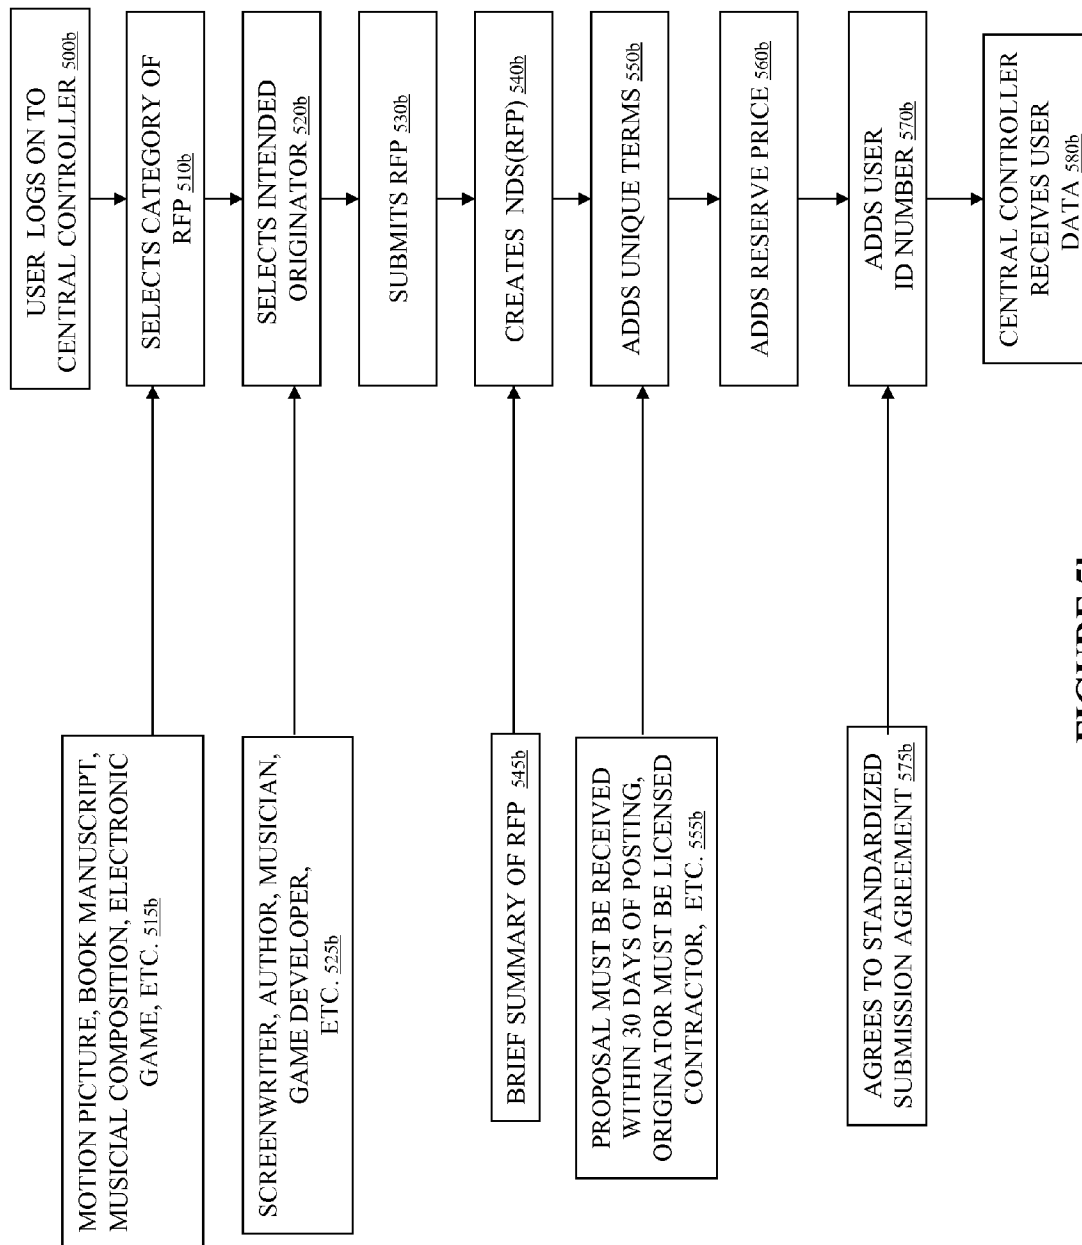 USER LOGS ON TO
CENTRAL CONTROLLER 500b
MOTION PICTURE, BOOK MANUSCRIPT,
MUSICIAL COMPOSITION, ELECTRONIC
GAME, ETC. 515b
SELECTS CATEGORY OF
RFP 510b
SCREENWRITER, AUTHOR, MUSICIAN,
GAME DEVELOPER,
ETC. 525b
SELECTS INTENDED
ORIGINATOR 520b
SUBMITS RFP 530b
BRIEF SUMMARY OF RFP 545b
CREATES NDS(RFP) 540b
PROPOSAL MUST BE RECEIVED
WITHIN 30 DAYS OF POSTING,
ORIGINATOR MUST BE LICENSED
CONTRACTOR, ETC. 555b
ADDS UNIQUE TERMS 550b
ADDS RESERVE PRICE 560b
AGREES TO STANDARDIZED
SUBMISSION AGREEMENT 575b
ADDS USER
ID NUMBER 570b
CENTRAL CONTROLLER
RECEIVES USER
DATA 580b
FIGURE 5b